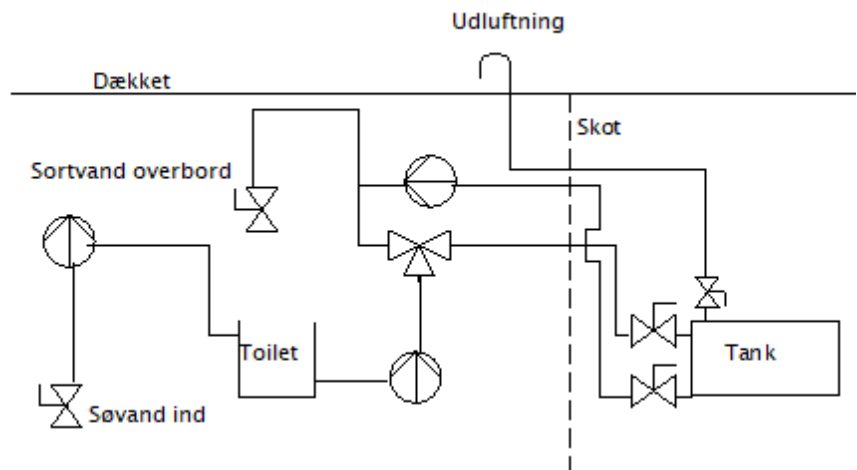 Udluftning
Dækket
Skot
Sortvand overbord
Toilet
Tank
Søvand ind